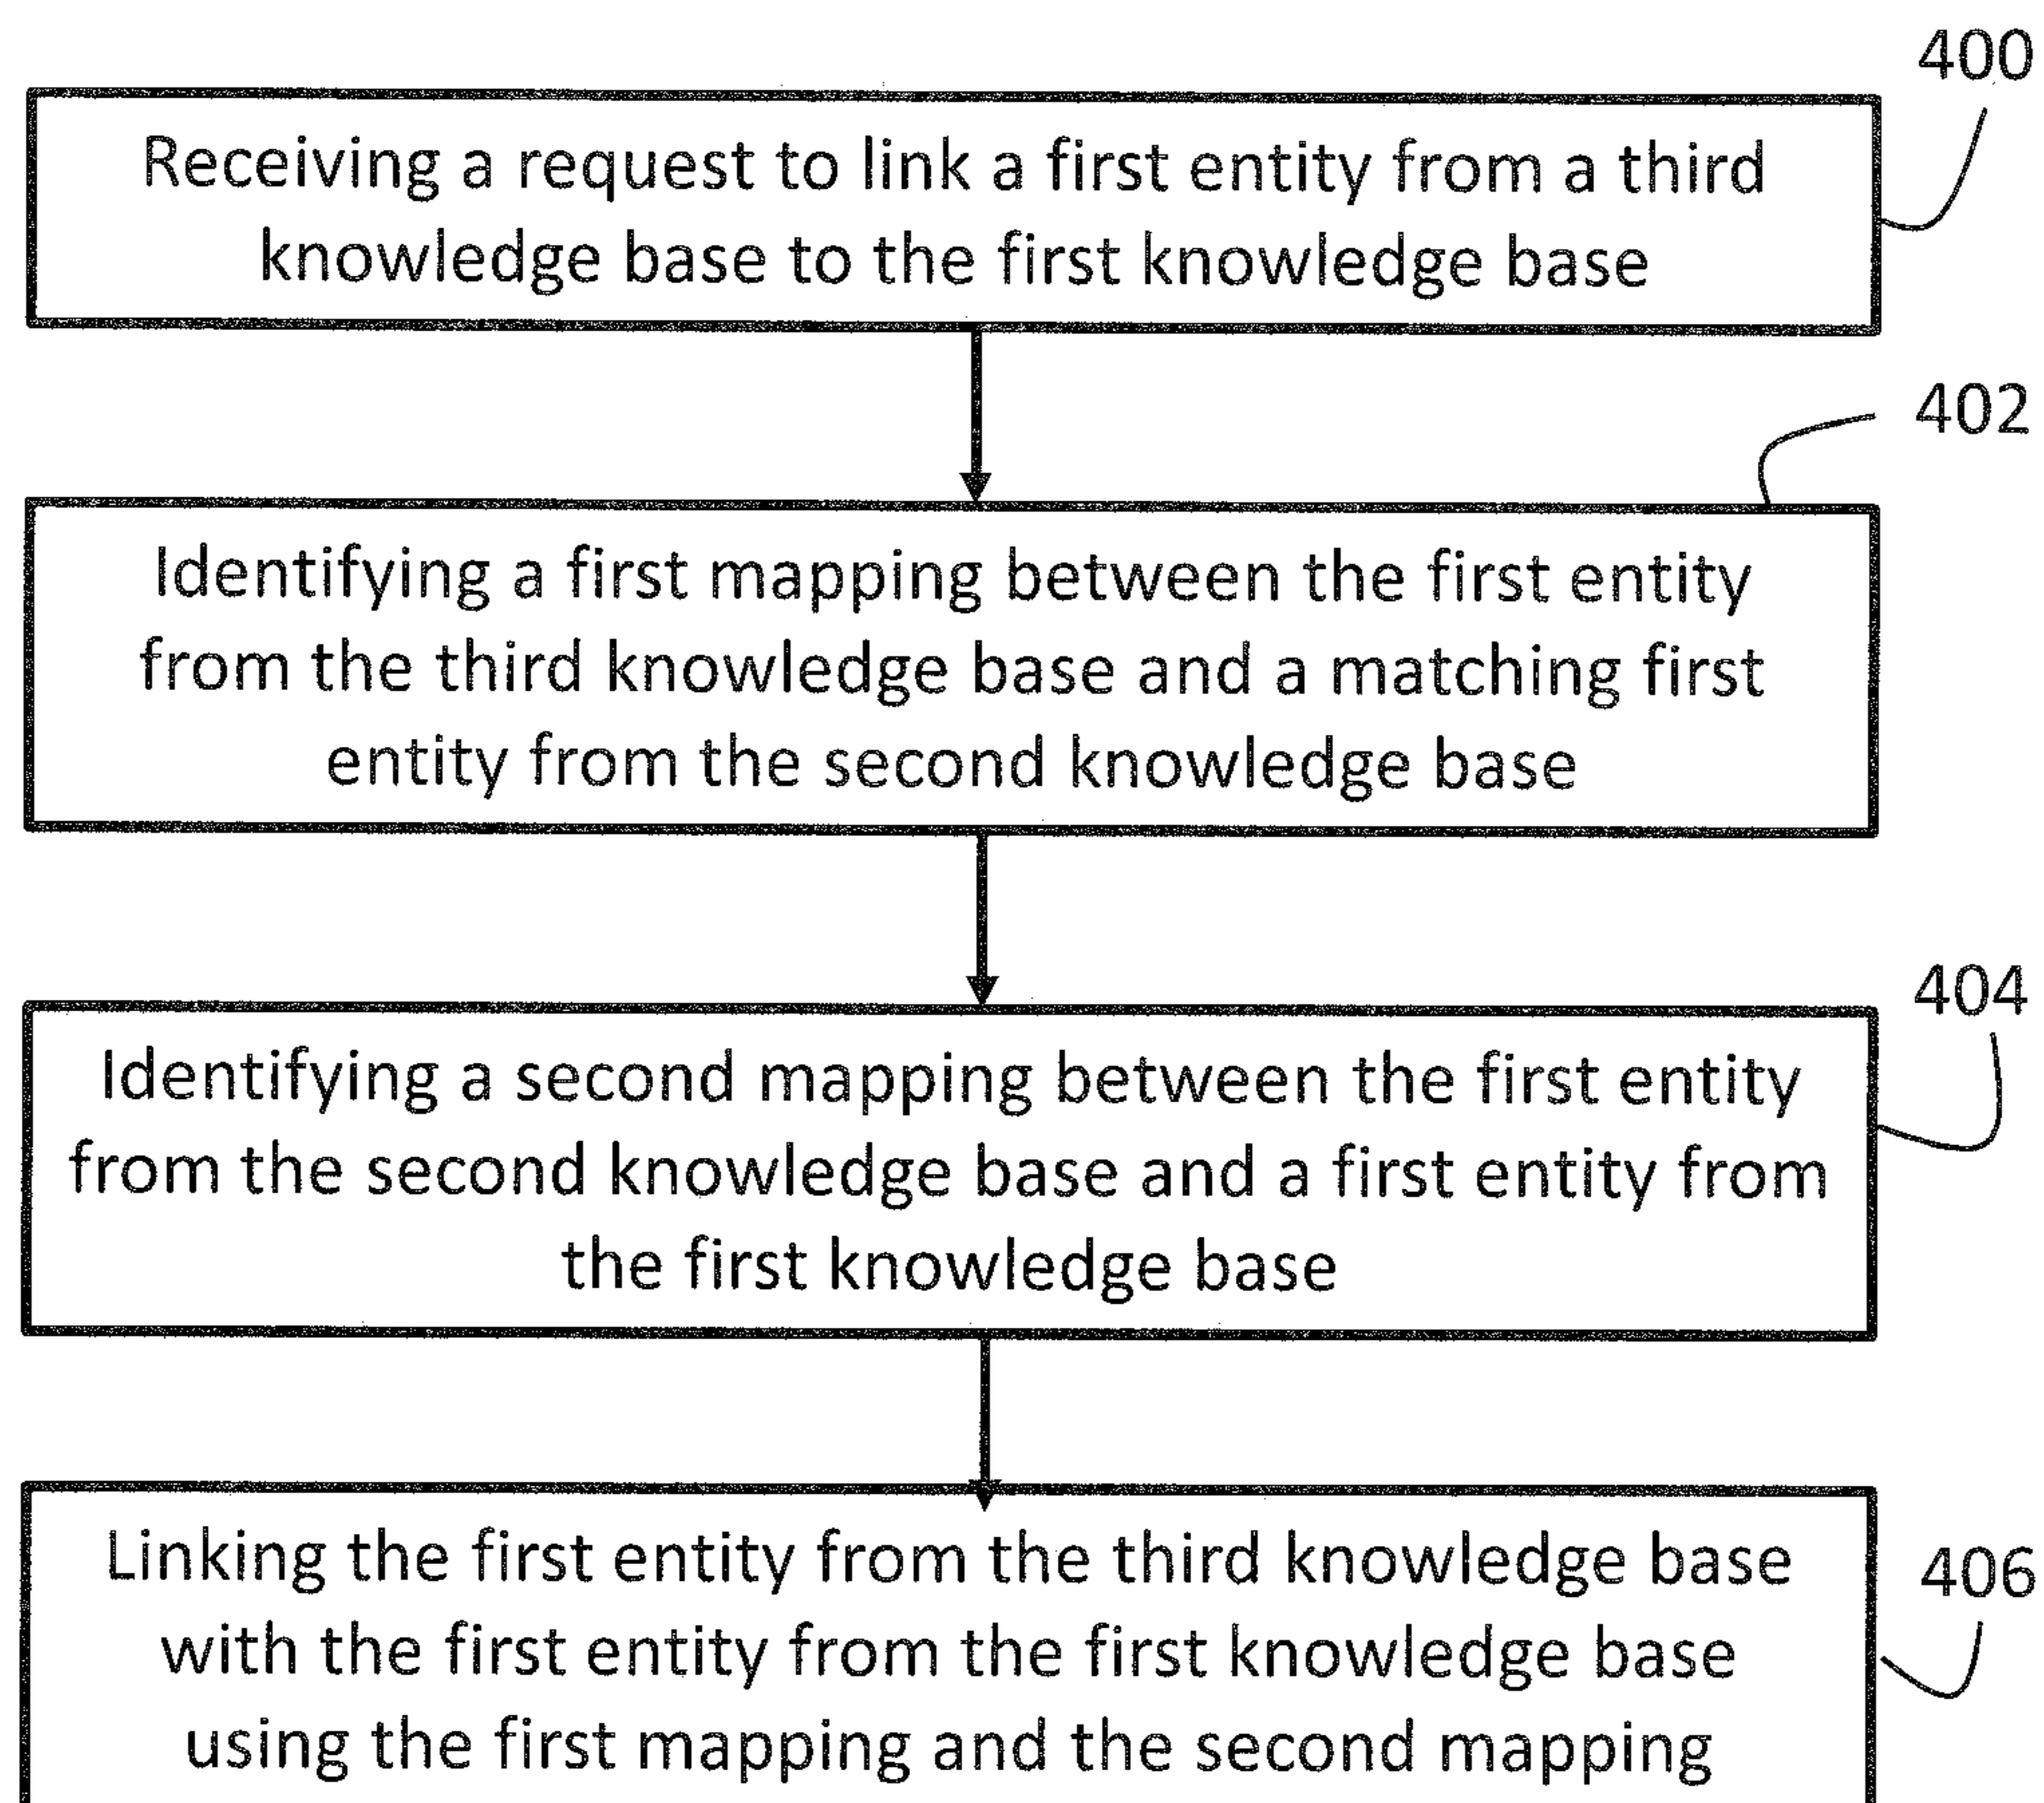 400
Receiving a request to link a first entity from a third
knowledge base to the first knowledge base
402
Identifying a first mapping between the first entity
from the third knowledge base and a matching first
entity from the second knowledge base
404
Identifying a second mapping between the first entity
from the second knowledge base and a first entity from
the first knowledge base
406
Linking the first entity from the third knowledge base
with the first entity from the first knowledge base
using the first mapping and the second mapping